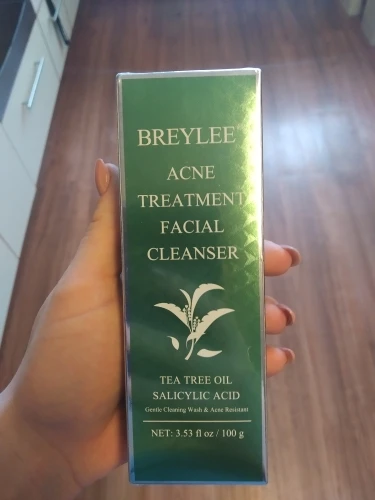 BREYLEE
ACNE
TREATMENT
FACIAL
CLEANSER
TEA TREE OIL
SALICYLIC ACID
Gentle Cleaning Wash & Acne Resistant
NET: 3.53 fl oz / 100 g